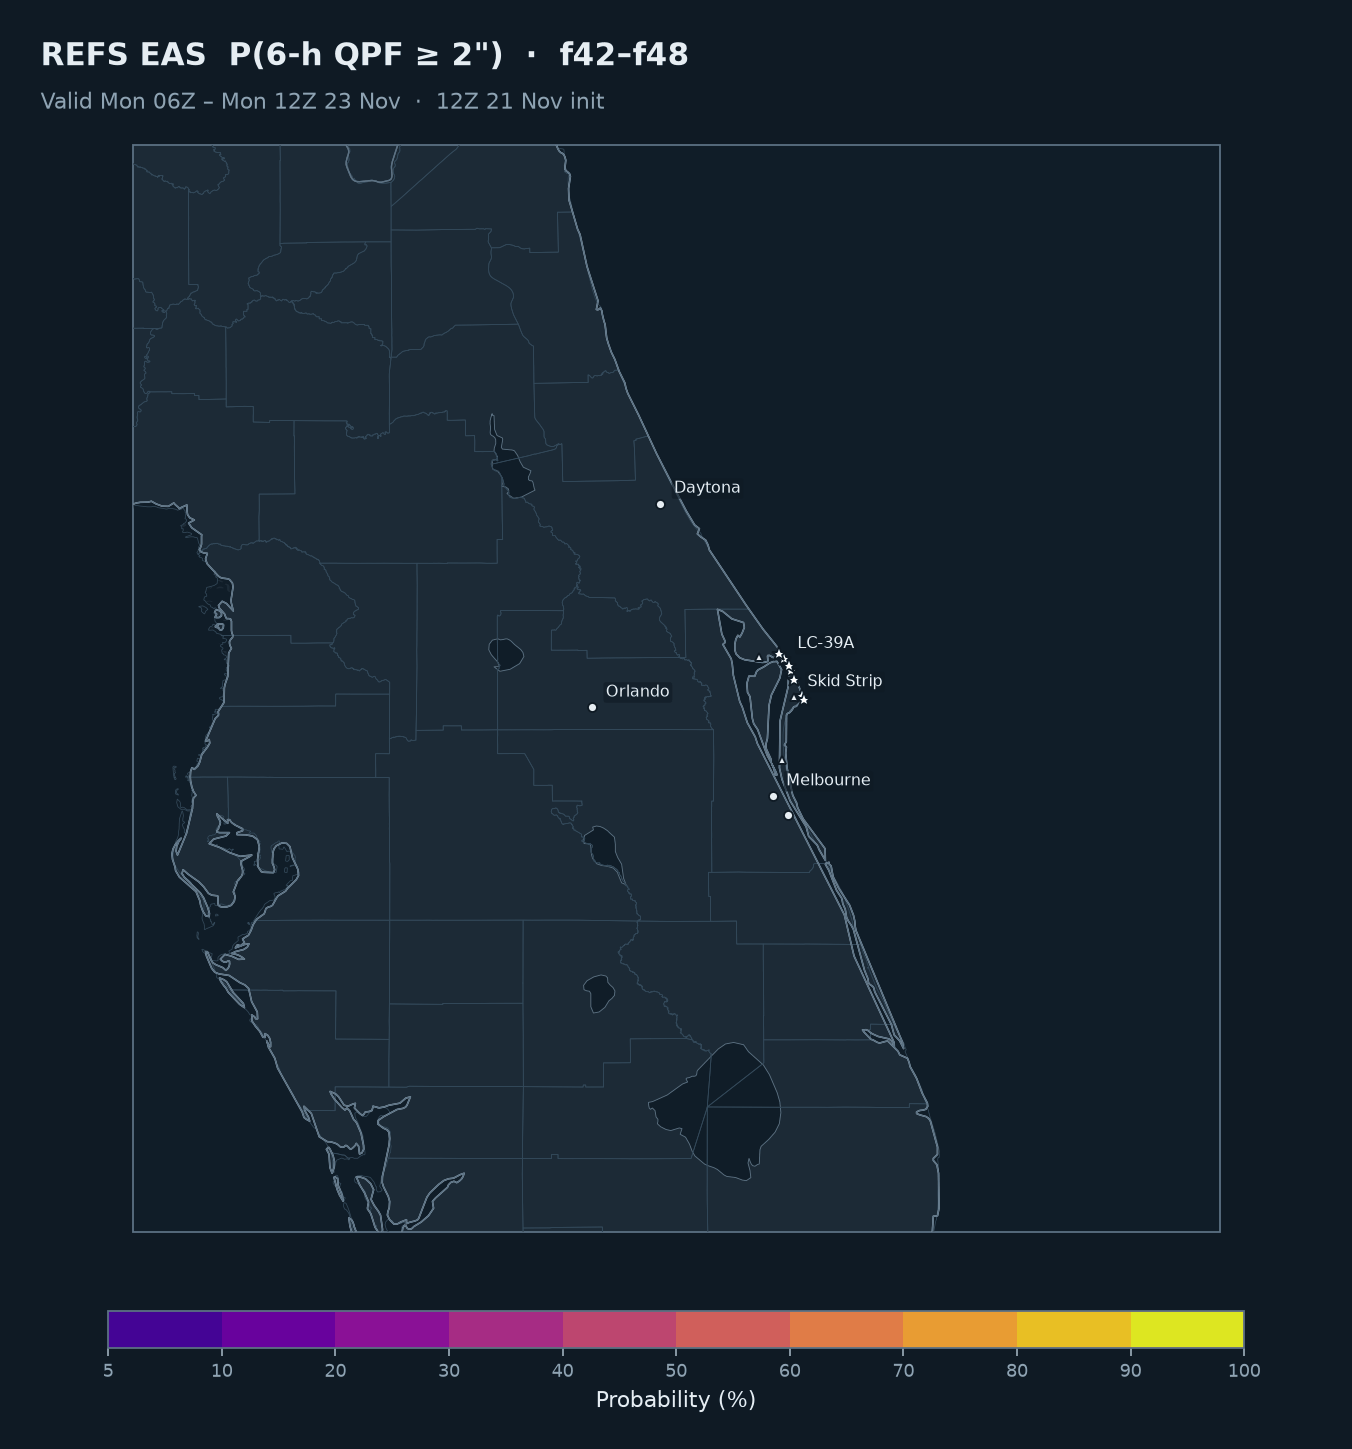 REFS EAS  P(6-h QPF ≥ 2")  ·  f42–f48
Valid Mon 06Z – Mon 12Z 23 Nov  ·  12Z 21 Nov init
Daytona
LC-39A
Skid Strip
Orlando
Melbourne
5 10 20 30 40 50 60 70 80 90 100
Probability (%)